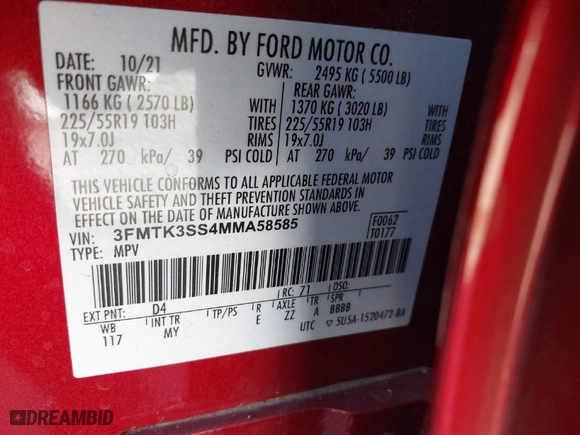 MFD. BY FORD MOTOR CO.
DATE: 10/21 GVWR: 2495 KG ( 5500 LB)
FRONT GAWR: REAR GAWR:
1166 KG ( 2570 LB) WITH 1370 KG ( 3020 LB) WITH
225/55R19 103H TIRES 225/55R19 103H TIRES
19x7.0J RIMS 19x7.0J RIMS
AT 270 kPa/ 39 PSI COLD AT 270 kPa/ 39 PSI COLD
THIS VEHICLE CONFORMS TO ALL APPLICABLE FEDERAL MOTOR
VEHICLE SAFETY AND THEFT PREVENTION STANDARDS IN
EFFECT ON THE DATE OF MANUFACTURE SHOWN ABOVE.
VIN: 3FMTK3SS4MMA58585 F0062
TYPE: MPV T0177
EXT PNT: D4 RC: 71 DSO:
WB INT TR TP/PS R AXLE TR SPR
117 MY E ZZ A BBBB
UTC ▽ 5U5A-1520472-BA
DREAMBID